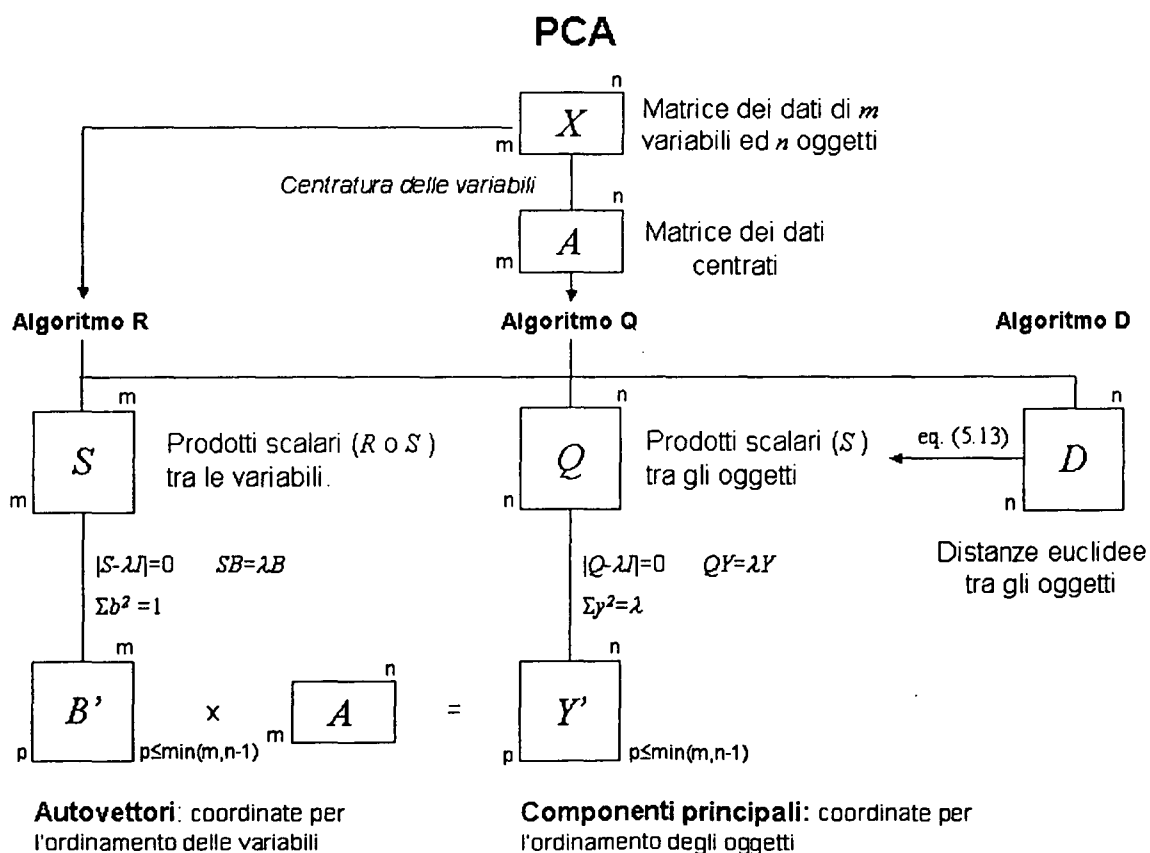 PCA
n
X
m
Matrice dei dati di m
variabili ed n oggetti
Centratura delle variabili
n
A
m
Matrice dei dati
centrati
Algoritmo R
Algoritmo Q
Algoritmo D
m
S
m
Prodotti scalari (R o S )
tra le variabili.
n
Q
n
Prodotti scalari (S)
tra gli oggetti
eq. (5.13)
n
D
n
Distanze euclidee
tra gli oggetti
|S-λI|=0 SB=λB
Σb² =1
|Q-λI|=0 QY=λY
Σy²=λ
m
B’
p
p≤min(m,n-1)
x
n
A
m
=
n
Y’
p
p≤min(m,n-1)
Autovettori: coordinate per
l'ordinamento delle variabili
Componenti principali: coordinate per
l'ordinamento degli oggetti